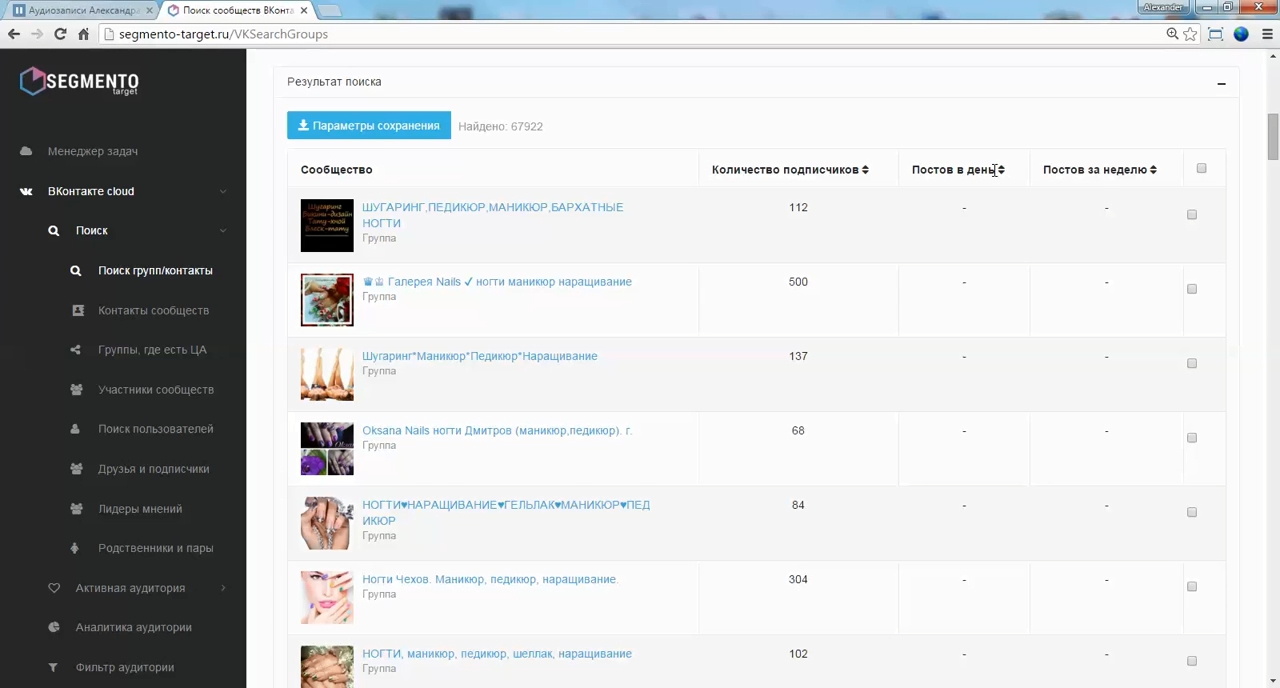 Аудиозаписи Александра
Поиск сообществ ВКонта
Alexander
segmento-target.ru/VKSearchGroups
SEGMENTO
target
Менеджер задач
ВКонтакте cloud
Поиск
Поиск групп/контакты
Контакты сообществ
Группы, где есть ЦА
Участники сообществ
Поиск пользователей
Друзья и подписчики
Лидеры мнений
Родственники и пары
Активная аудитория
Аналитика аудитории
Фильтр аудитории
Результат поиска
Параметры сохранения Найдено: 67922
Сообщество Количество подписчиков Постов в день Постов за неделю
ШУГАРИНГ,ПЕДИКЮР,МАНИКЮР,БАРХАТНЫЕ 112 - -
НОГТИ
Группа
♛♔ Галерея Nails ✓ ногти маникюр наращивание 500 - -
Группа
Шугаринг*Маникюр*Педикюр*Наращивание 137 - -
Группа
Oksana Nails ногти Дмитров (маникюр,педикюр). г. 68 - -
Группа
НОГТИ♥НАРАЩИВАНИЕ♥ГЕЛЬЛАК♥МАНИКЮР♥ПЕД 84 - -
ИКЮР
Группа
Ногти Чехов. Маникюр, педикюр, наращивание. 304 - -
Группа
НОГТИ, маникюр, педикюр, шеллак, наращивание 102 - -
Группа